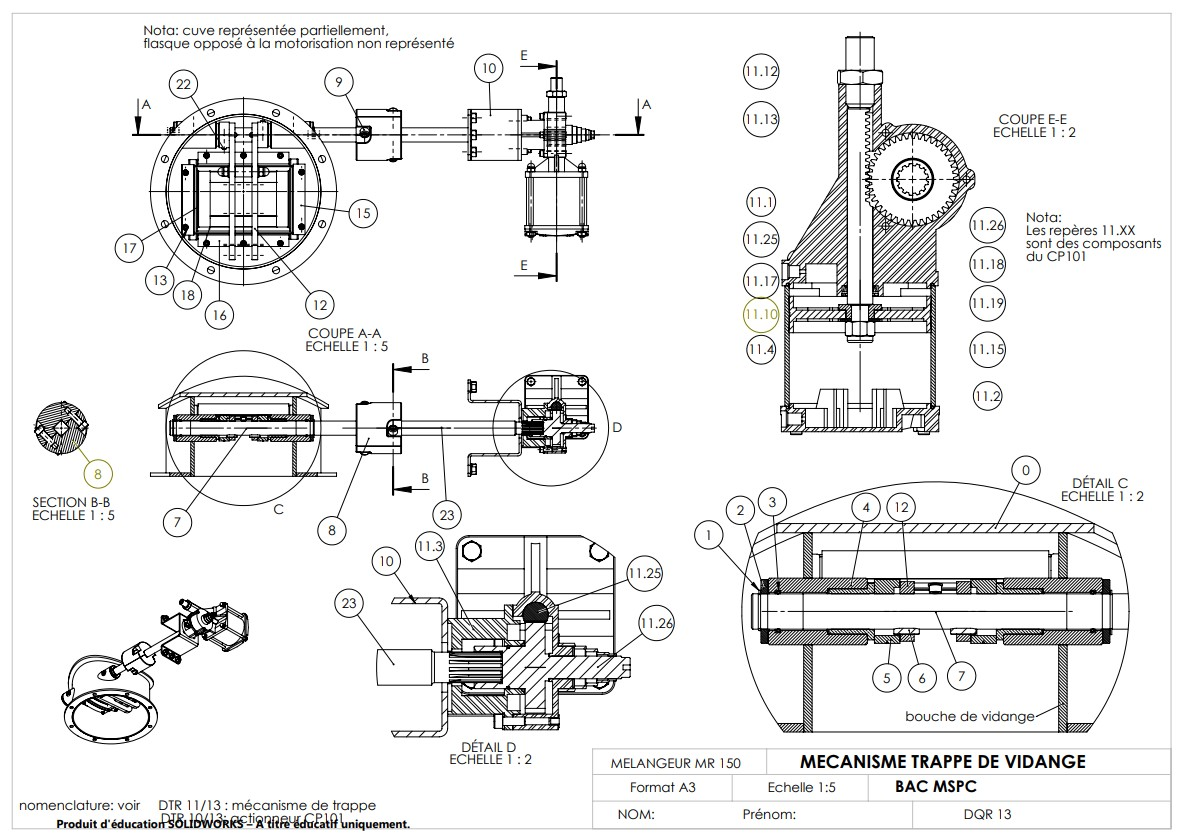 Nota: cuve représentée partiellement,
flasque opposé à la motorisation non représenté
E
22
9
10
A
A
15
17
13
18
16
12
E
11.12
11.13
11.1
11.25
11.17
11.10
11.4
COUPE E-E
ECHELLE 1 : 2
11.26
11.18
11.19
11.15
11.2
Nota:
Les repères 11.XX
sont des composants
du CP101
COUPE A-A
ECHELLE 1 : 5
B
B
D
C
8
SECTION B-B
ECHELLE 1 : 5
7
8
23
11.3
10
23
11.25
11.26
DÉTAIL D
ECHELLE 1 : 2
0
DÉTAIL C
ECHELLE 1 : 2
1
2
3
4
12
5
6
7
bouche de vidange
MELANGEUR MR 150
MECANISME TRAPPE DE VIDANGE
Format A3
Echelle 1:5
BAC MSPC
NOM:
Prénom:
DQR 13
nomenclature: voir DTR 11/13 : mécanisme de trappe
DTR 10/13: actionneur CP101
Produit d'éducation SOLIDWORKS – A titre éducatif uniquement.